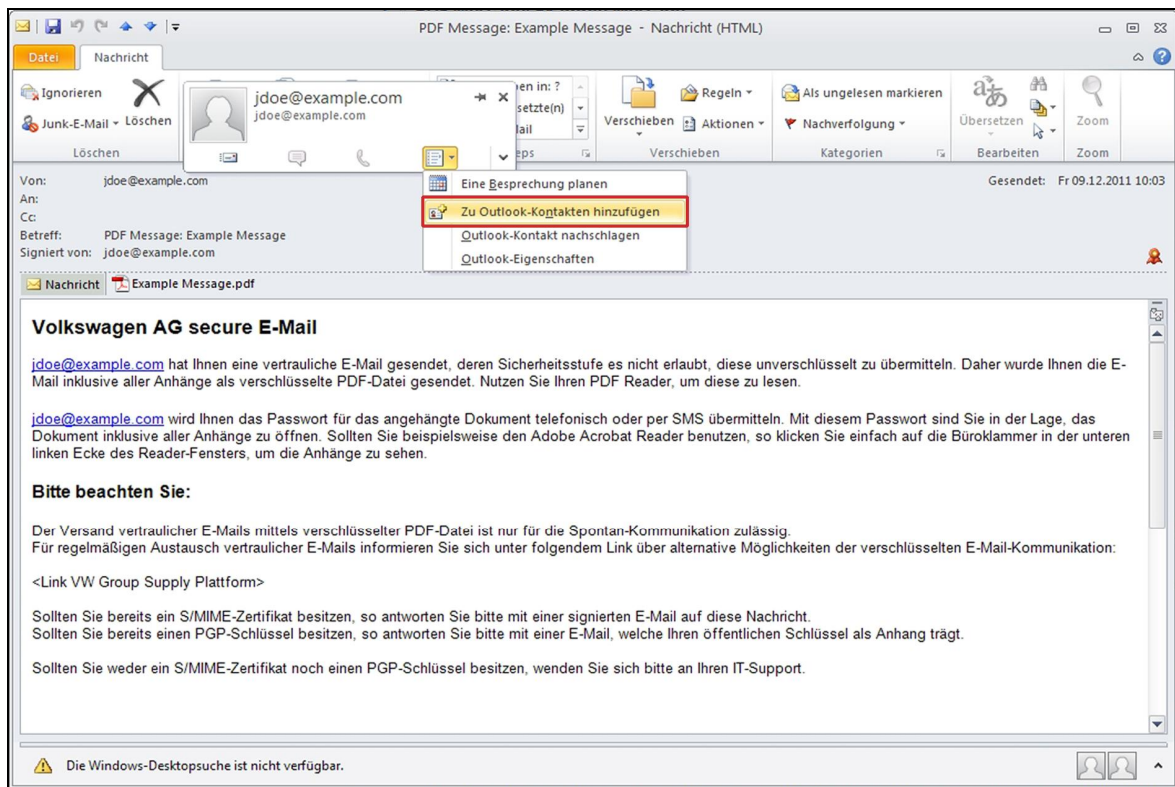 PDF Message: Example Message - Nachricht (HTML)
Datei Nachricht
Ignorieren
Junk-E-Mail
Löschen
Löschen
jdoe@example.com
jdoe@example.com
en in: ?
setzte(n)
ail
eps
Verschieben
Regeln
Aktionen
Verschieben
Als ungelesen markieren
Nachverfolgung
Kategorien
Übersetzen
Bearbeiten
Zoom
Zoom
Eine Besprechung planen
Zu Outlook-Kontakten hinzufügen
Outlook-Kontakt nachschlagen
Outlook-Eigenschaften
Von: jdoe@example.com
Gesendet: Fr 09.12.2011 10:03
An:
Cc:
Betreff: PDF Message: Example Message
Signiert von: jdoe@example.com
Nachricht Example Message.pdf
Volkswagen AG secure E-Mail
jdoe@example.com hat Ihnen eine vertrauliche E-Mail gesendet, deren Sicherheitsstufe es nicht erlaubt, diese unverschlüsselt zu übermitteln. Daher wurde Ihnen die E-
Mail inklusive aller Anhänge als verschlüsselte PDF-Datei gesendet. Nutzen Sie Ihren PDF Reader, um diese zu lesen.
jdoe@example.com wird Ihnen das Passwort für das angehängte Dokument telefonisch oder per SMS übermitteln. Mit diesem Passwort sind Sie in der Lage, das
Dokument inklusive aller Anhänge zu öffnen. Sollten Sie beispielsweise den Adobe Acrobat Reader benutzen, so klicken Sie einfach auf die Büroklammer in der unteren
linken Ecke des Reader-Fensters, um die Anhänge zu sehen.
Bitte beachten Sie:
Der Versand vertraulicher E-Mails mittels verschlüsselter PDF-Datei ist nur für die Spontan-Kommunikation zulässig.
Für regelmäßigen Austausch vertraulicher E-Mails informieren Sie sich unter folgendem Link über alternative Möglichkeiten der verschlüsselten E-Mail-Kommunikation:
<Link VW Group Supply Plattform>
Sollten Sie bereits ein S/MIME-Zertifikat besitzen, so antworten Sie bitte mit einer signierten E-Mail auf diese Nachricht.
Sollten Sie bereits einen PGP-Schlüssel besitzen, so antworten Sie bitte mit einer E-Mail, welche Ihren öffentlichen Schlüssel als Anhang trägt.
Sollten Sie weder ein S/MIME-Zertifikat noch einen PGP-Schlüssel besitzen, wenden Sie sich bitte an Ihren IT-Support.
Die Windows-Desktopsuche ist nicht verfügbar.